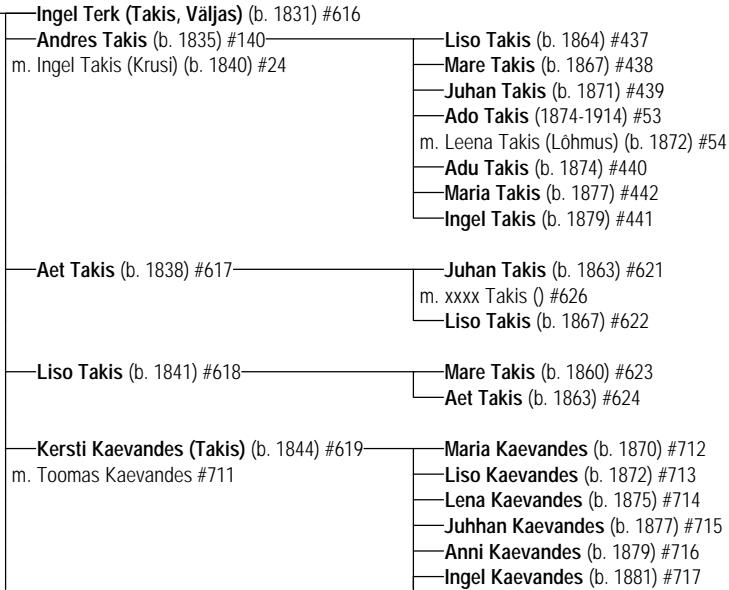 Ingel Terk (Takis, Väljas) (b. 1831) #616
Andres Takis (b. 1835) #140
m. Ingel Takis (Krusi) (b. 1840) #24
Liso Takis (b. 1864) #437
Mare Takis (b. 1867) #438
Juhan Takis (b. 1871) #439
Ado Takis (1874-1914) #53
m. Leena Takis (Lôhmus) (b. 1872) #54
Adu Takis (b. 1874) #440
Maria Takis (b. 1877) #442
Ingel Takis (b. 1879) #441
Aet Takis (b. 1838) #617
Juhan Takis (b. 1863) #621
m. xxxx Takis () #626
Liso Takis (b. 1867) #622
Liso Takis (b. 1841) #618
Mare Takis (b. 1860) #623
Aet Takis (b. 1863) #624
Kersti Kaevandes (Takis) (b. 1844) #619
m. Toomas Kaevandes #711
Maria Kaevandes (b. 1870) #712
Liso Kaevandes (b. 1872) #713
Lena Kaevandes (b. 1875) #714
Juhhan Kaevandes (b. 1877) #715
Anni Kaevandes (b. 1879) #716
Ingel Kaevandes (b. 1881) #717